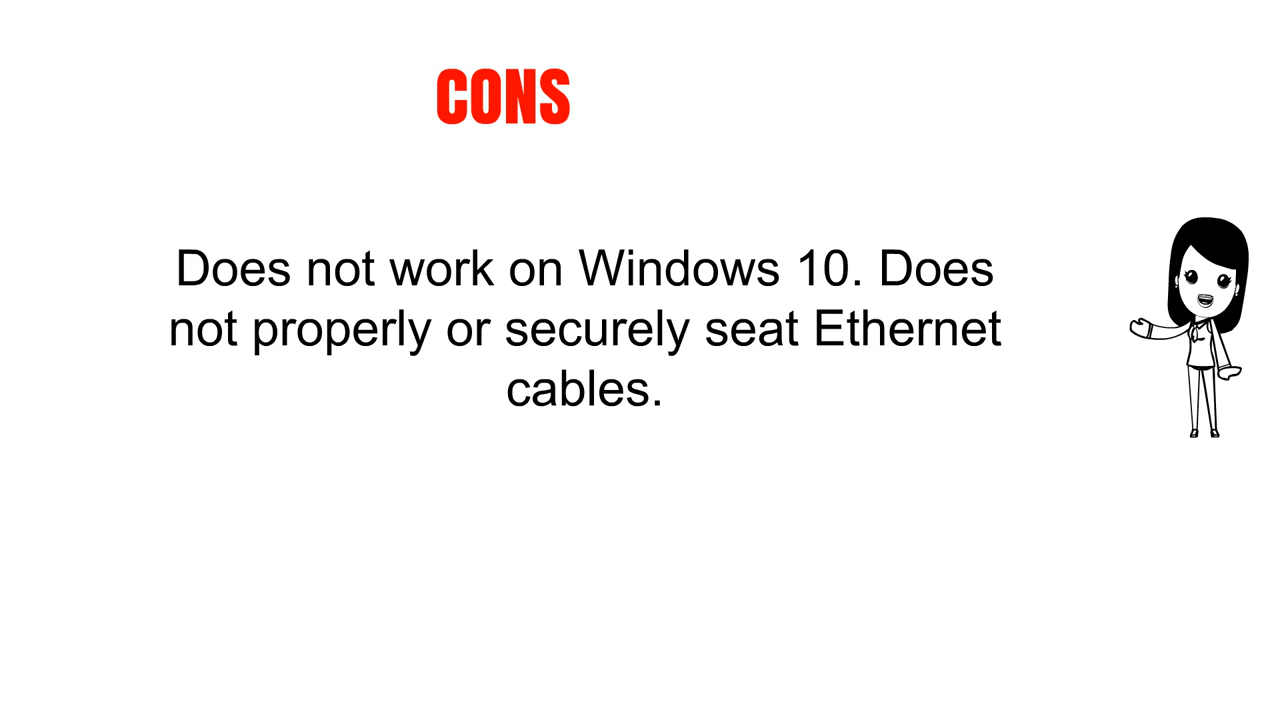 CONS
Does not work on Windows 10. Does
not properly or securely seat Ethernet
cables.